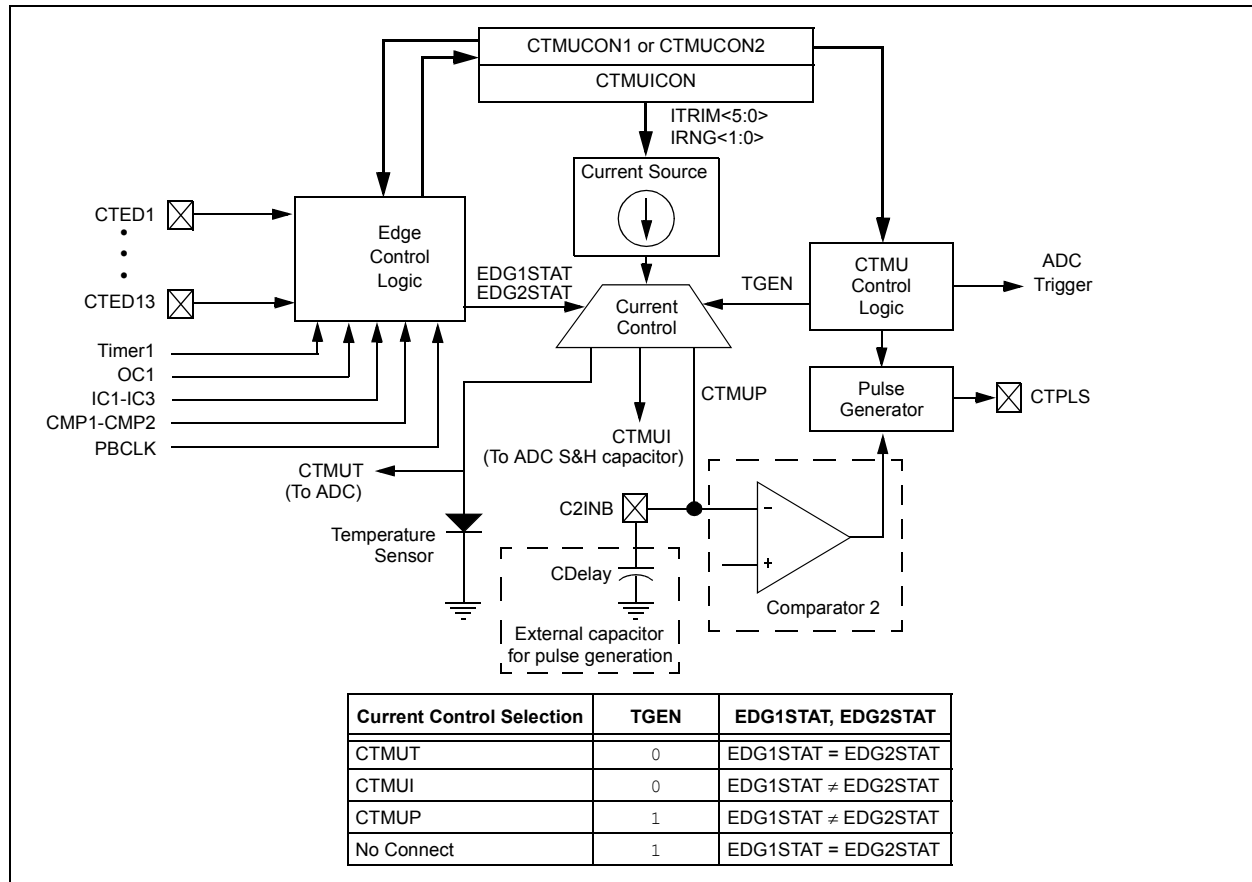 CTMUCON1 or CTMUCON2
CTMUICON
ITRIM<5:0>
IRNG<1:0>
Current Source
CTED1
CTED13
Edge
Control
Logic
EDG1STAT
EDG2STAT
Current
Control
TGEN
CTMU
Control
Logic
ADC
Trigger
Timer1
OC1
IC1-IC3
CMP1-CMP2
PBCLK
CTMUP
Pulse
Generator
CTPLS
CTMUT
(To ADC)
CTMUI
(To ADC S&H capacitor)
C2INB
Temperature
Sensor
CDelay
External capacitor
for pulse generation
−
+
Comparator 2
Current Control Selection TGEN EDG1STAT, EDG2STAT
CTMUT 0 EDG1STAT = EDG2STAT
CTMUI 0 EDG1STAT ≠ EDG2STAT
CTMUP 1 EDG1STAT ≠ EDG2STAT
No Connect 1 EDG1STAT = EDG2STAT